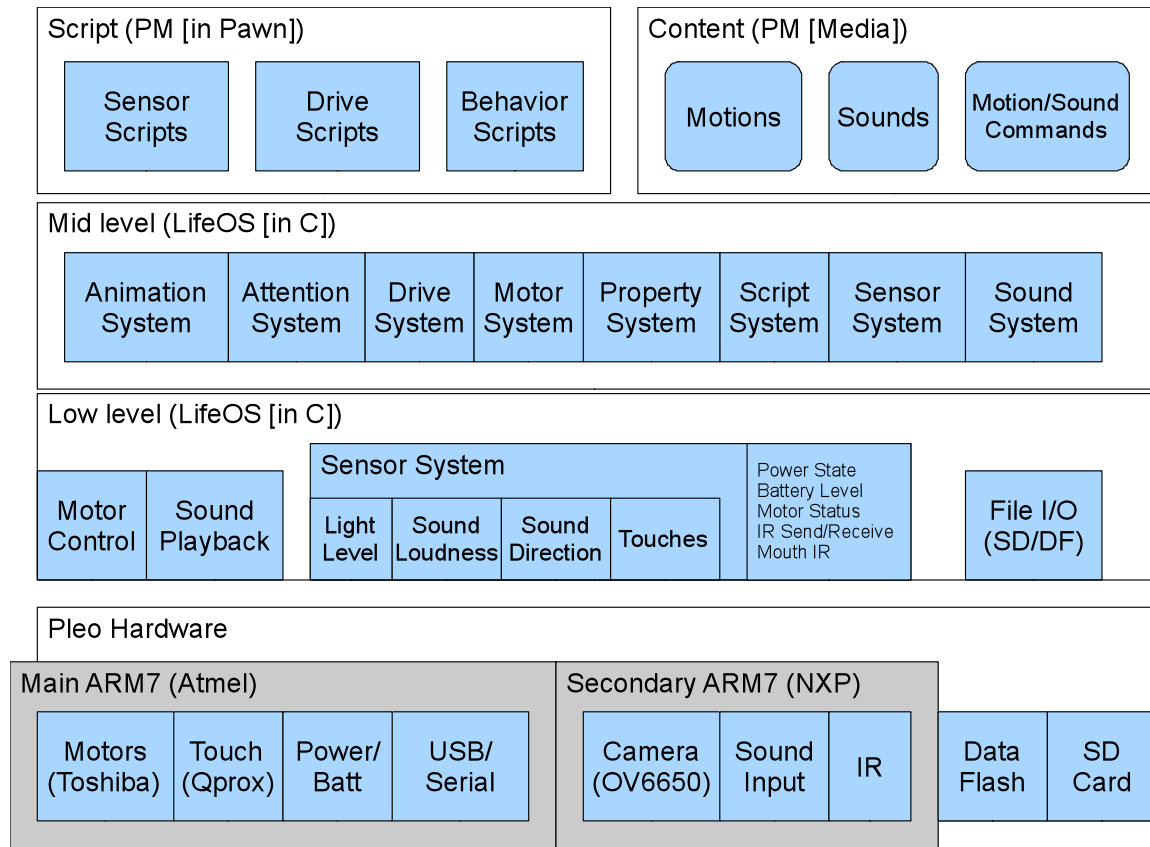 Script (PM [in Pawn])
Sensor
Scripts
Drive
Scripts
Behavior
Scripts
Content (PM [Media])
Motions
Sounds
Motion/Sound
Commands
Mid level (LifeOS [in C])
Animation
System
Attention
System
Drive
System
Motor
System
Property
System
Script
System
Sensor
System
Sound
System
Low level (LifeOS [in C])
Motor
Control
Sound
Playback
Sensor System
Light
Level
Sound
Loudness
Sound
Direction
Touches
Power State
Battery Level
Motor Status
IR Send/Receive
Mouth IR
File I/O
(SD/DF)
Pleo Hardware
Main ARM7 (Atmel)
Motors
(Toshiba)
Touch
(Qprox)
Power/
Batt
USB/
Serial
Secondary ARM7 (NXP)
Camera
(OV6650)
Sound
Input
IR
Data
Flash
SD
Card